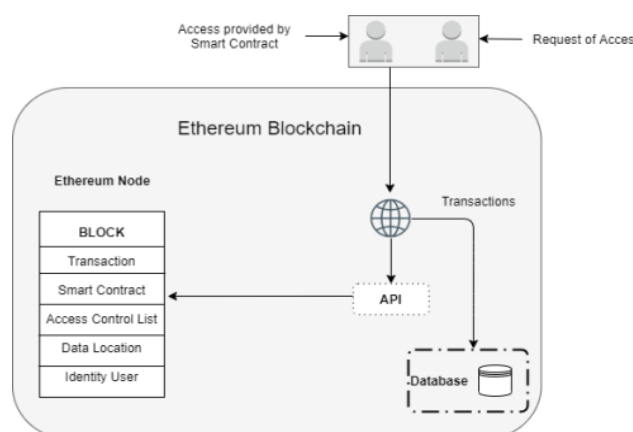 Access provided by
Smart Contract
Request of Acces
Ethereum Blockchain
Ethereum Node
BLOCK
Transaction
Smart Contract
Access Control List
Data Location
Identity User
Transactions
API
Database